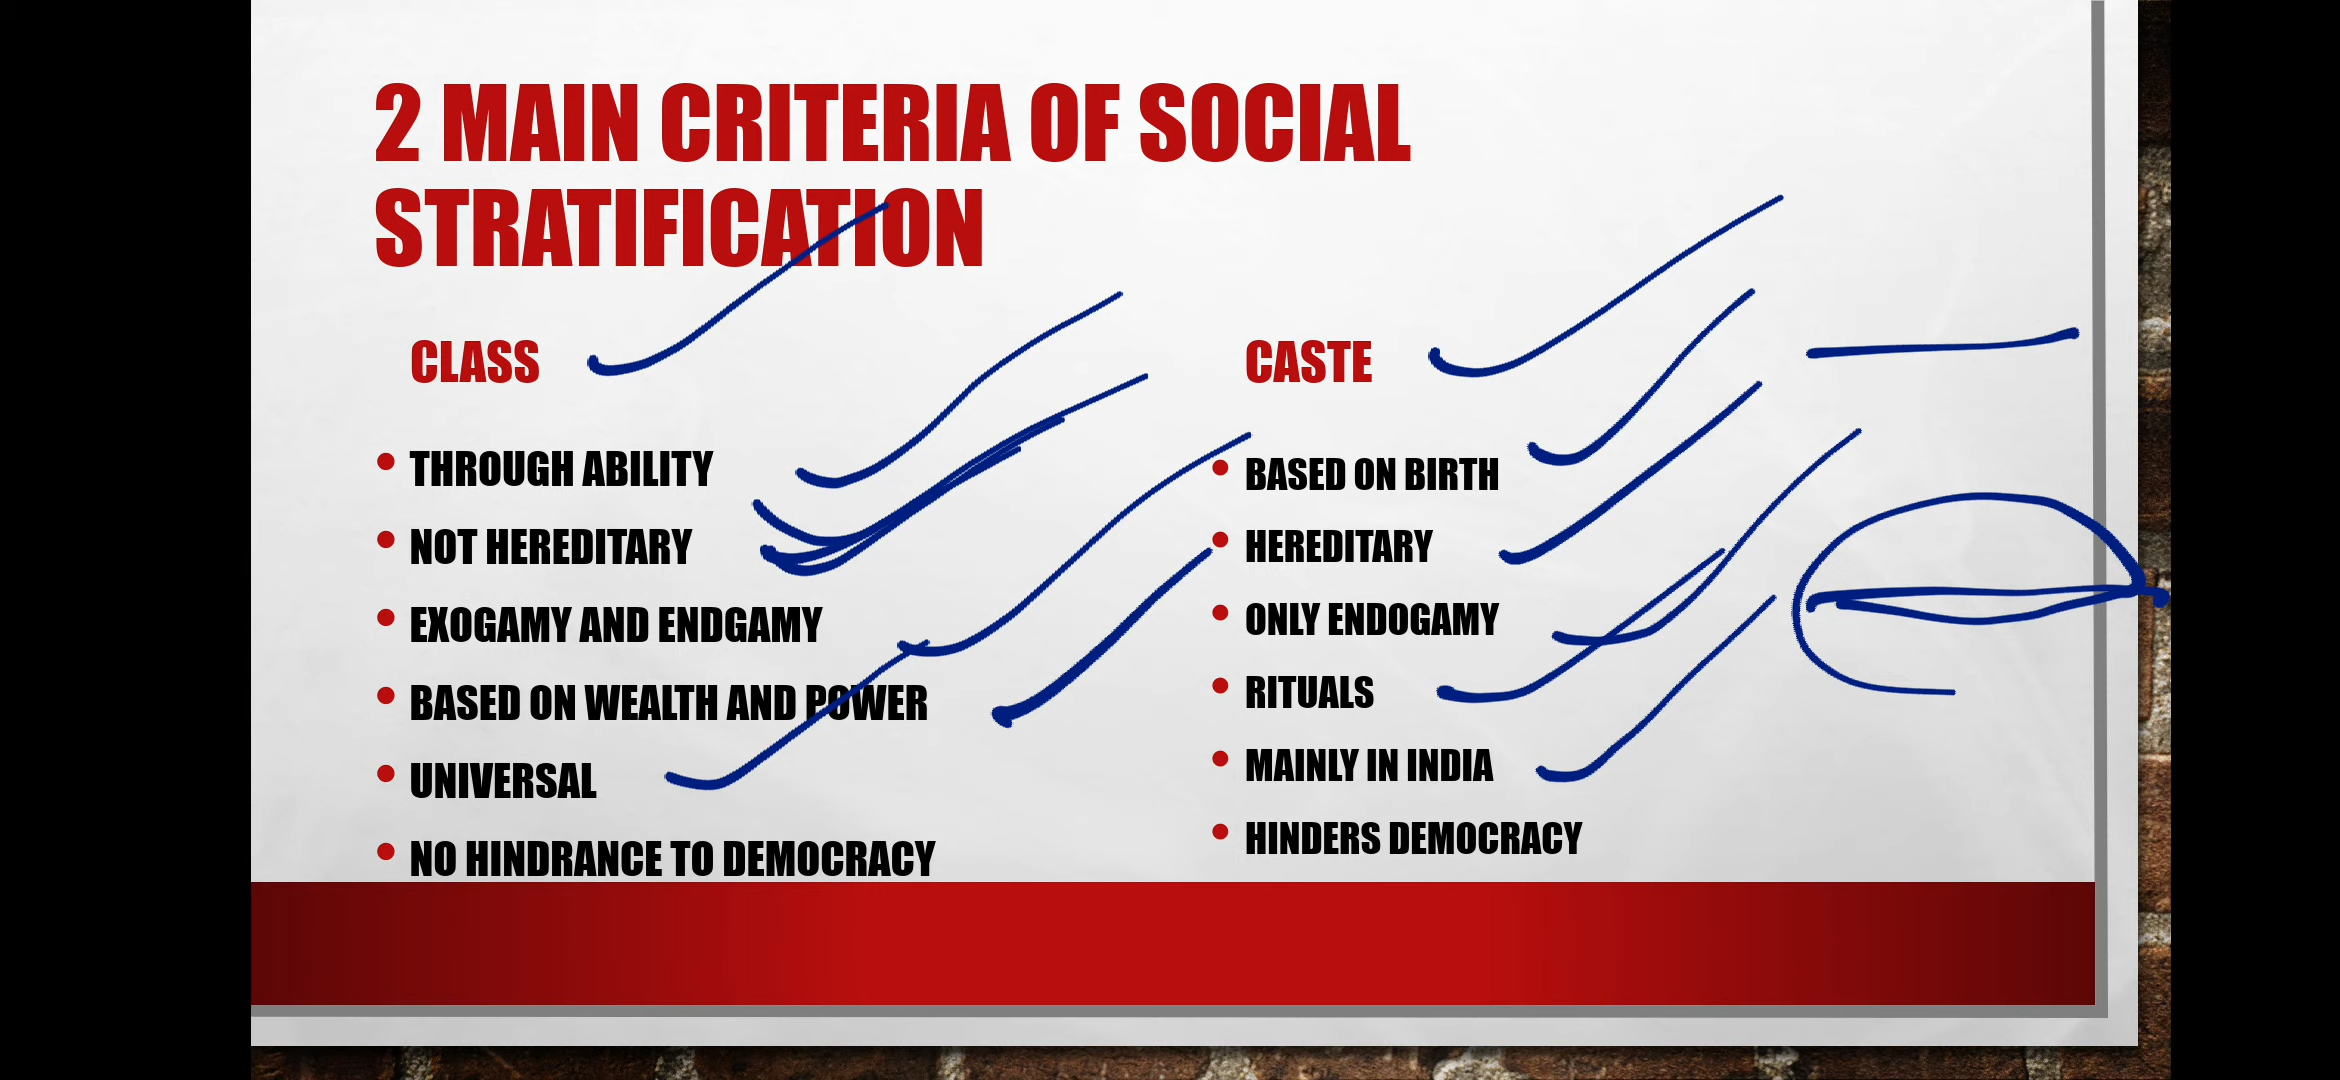 2 MAIN CRITERIA OF SOCIAL
STRATIFICATION
CLASS
THROUGH ABILITY
NOT HEREDITARY
EXOGAMY AND ENDGAMY
BASED ON WEALTH AND POWER
UNIVERSAL
NO HINDRANCE TO DEMOCRACY
CASTE
BASED ON BIRTH
HEREDITARY
ONLY ENDOGAMY
RITUALS
MAINLY IN INDIA
HINDERS DEMOCRACY